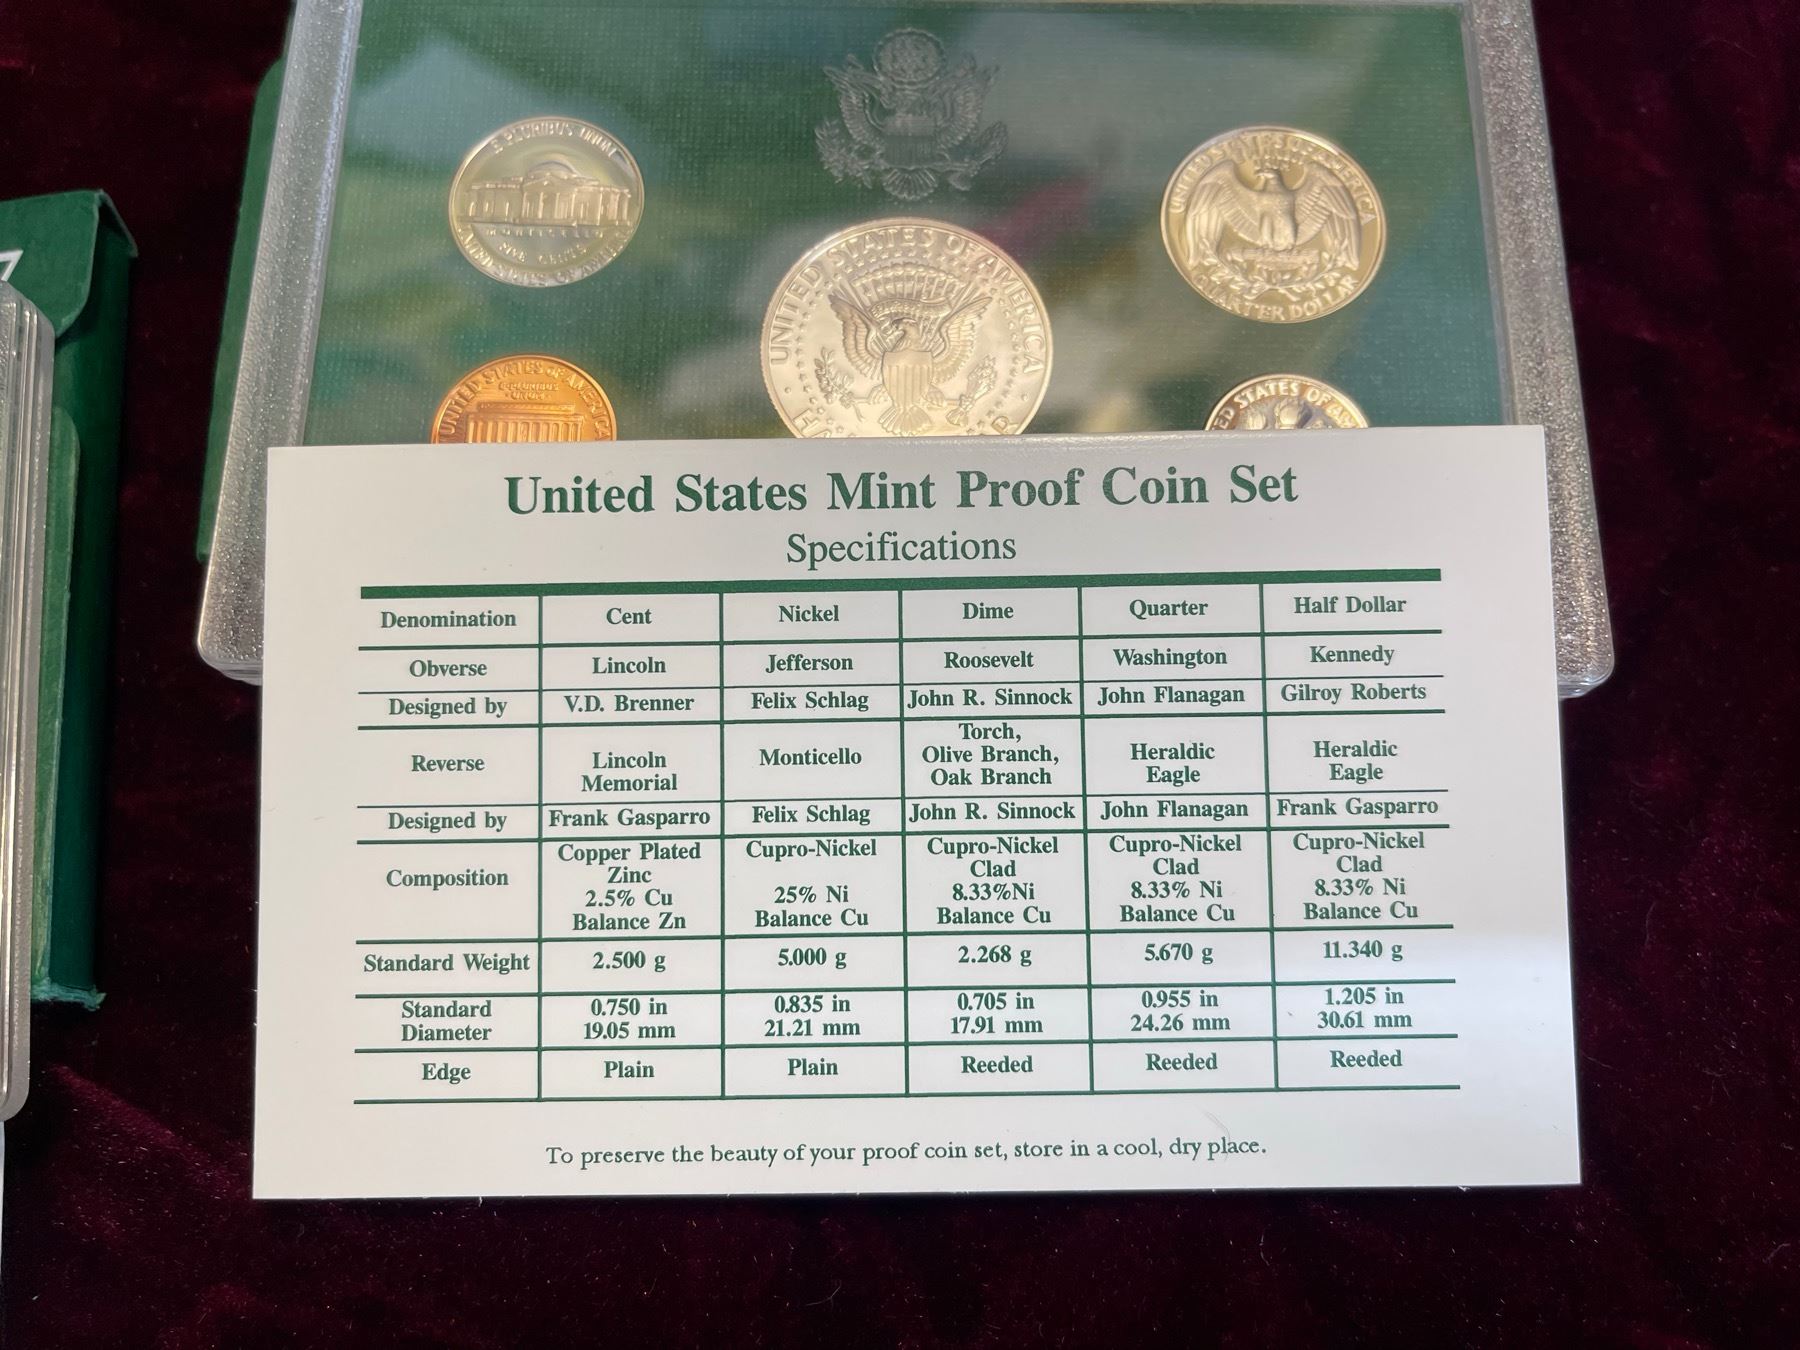 E PLURIBUS UNUM
MONTICELLO
FIVE CENTS
UNITED STATES OF AMERICA
UNITED STATES OF AMERICA
QUARTER DOLLAR
UNITED STATES OF AMERICA
UNITED STATES OF AMERICA
E PLURIBUS
UNUM
STATES OF
United States Mint Proof Coin Set
Specifications
Denomination Cent Nickel Dime Quarter Half Dollar
Obverse Lincoln Jefferson Roosevelt Washington Kennedy
Designed by V.D. Brenner Felix Schlag John R. Sinnock John Flanagan Gilroy Roberts
Reverse Lincoln Memorial Monticello Torch, Olive Branch, Oak Branch Heraldic Eagle Heraldic Eagle
Designed by Frank Gasparro Felix Schlag John R. Sinnock John Flanagan Frank Gasparro
Composition Copper Plated Zinc 2.5% Cu Balance Zn Cupro-Nickel 25% Ni Balance Cu Cupro-Nickel Clad 8.33%Ni Balance Cu Cupro-Nickel Clad 8.33% Ni Balance Cu Cupro-Nickel Clad 8.33% Ni Balance Cu
Standard Weight 2.500 g 5.000 g 2.268 g 5.670 g 11.340 g
Standard Diameter 0.750 in 19.05 mm 0.835 in 21.21 mm 0.705 in 17.91 mm 0.955 in 24.26 mm 1.205 in 30.61 mm
Edge Plain Plain Reeded Reeded Reeded
To preserve the beauty of your proof coin set, store in a cool, dry place.